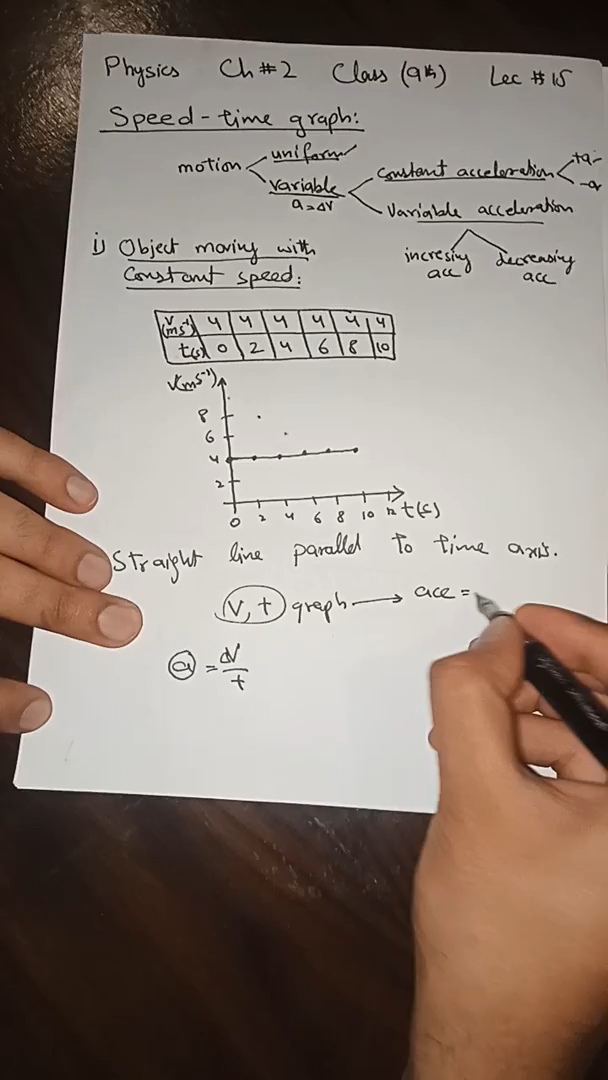 Physics Ch #2 Class (9th) Lec # 15
Speed - time graph:
motion uniform
variable
a = ΔV
constant acceleration +a
-a
Variable acceleration
incresing acc
decreasing acc
i) Object moving with
Constant speed:
V (ms⁻¹) 4 4 4 4 4 4
t(s) 0 2 4 6 8 10
V(ms⁻¹)
8
6
4
2
0 2 4 6 8 10 12 t(s)
Straight line parallel to time axis.
(V, t) graph → acc =
a = ΔV/t